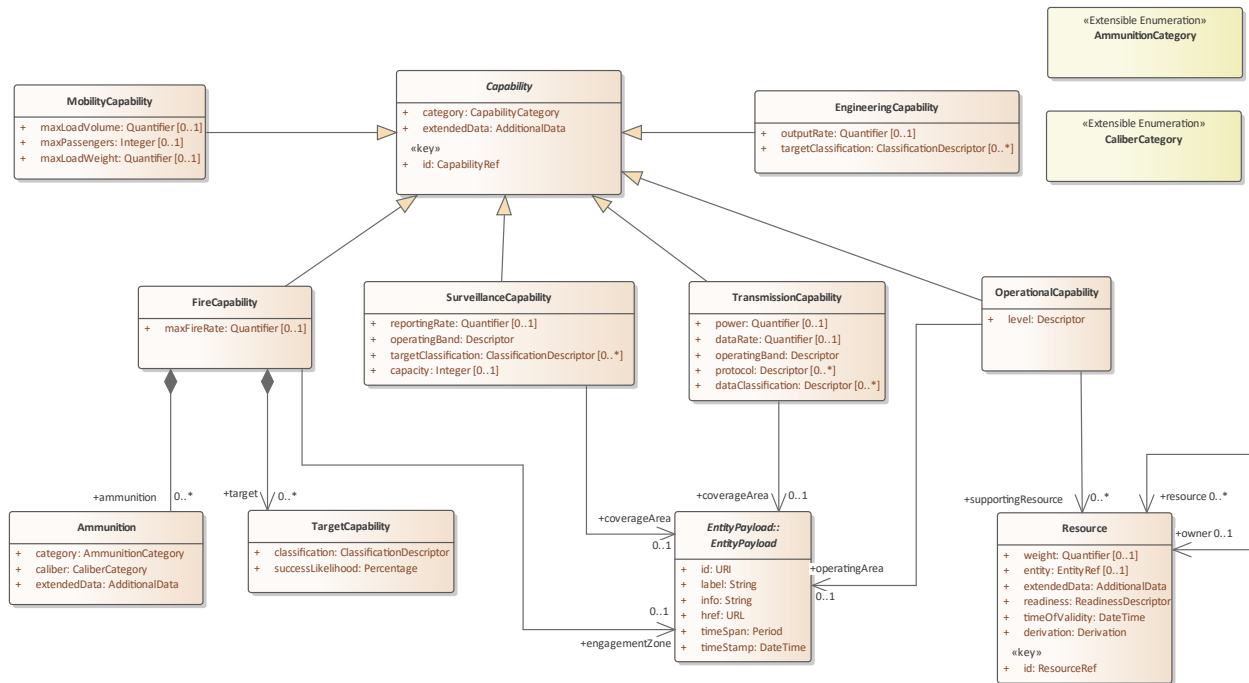 «Extensible Enumeration»
AmmunitionCategory
«Extensible Enumeration»
CaliberCategory
Capability
+ category: CapabilityCategory
+ extendedData: AdditionalData
«key»
+ id: CapabilityRef
MobilityCapability
+ maxLoadVolume: Quantifier [0..1]
+ maxPassengers: Integer [0..1]
+ maxLoadWeight: Quantifier [0..1]
EngineeringCapability
+ outputRate: Quantifier [0..1]
+ targetClassification: ClassificationDescriptor [0..*]
FireCapability
+ maxFireRate: Quantifier [0..1]
SurveillanceCapability
+ reportingRate: Quantifier [0..1]
+ operatingBand: Descriptor
+ targetClassification: ClassificationDescriptor [0..*]
+ capacity: Integer [0..1]
TransmissionCapability
+ power: Quantifier [0..1]
+ dataRate: Quantifier [0..1]
+ operatingBand: Descriptor
+ protocol: Descriptor [0..*]
+ dataClassification: Descriptor [0..*]
OperationalCapability
+ level: Descriptor
+ammunition
0..*
+target
0..*
+coverageArea
0..1
+coverageArea
0..1
+operatingArea
0..1
0..1
+engagementZone
+supportingResource
0..*
+resource 0..*
+owner 0..1
Ammunition
+ category: AmmunitionCategory
+ caliber: CaliberCategory
+ extendedData: AdditionalData
TargetCapability
+ classification: ClassificationDescriptor
+ successLikelihood: Percentage
EntityPayload::
EntityPayload
+ id: URI
+ label: String
+ info: String
+ href: URL
+ timeSpan: Period
+ timeStamp: DateTime
Resource
+ weight: Quantifier [0..1]
+ entity: EntityRef [0..1]
+ extendedData: AdditionalData
+ readiness: ReadinessDescriptor
+ timeOfValidity: DateTime
+ derivation: Derivation
«key»
+ id: ResourceRef